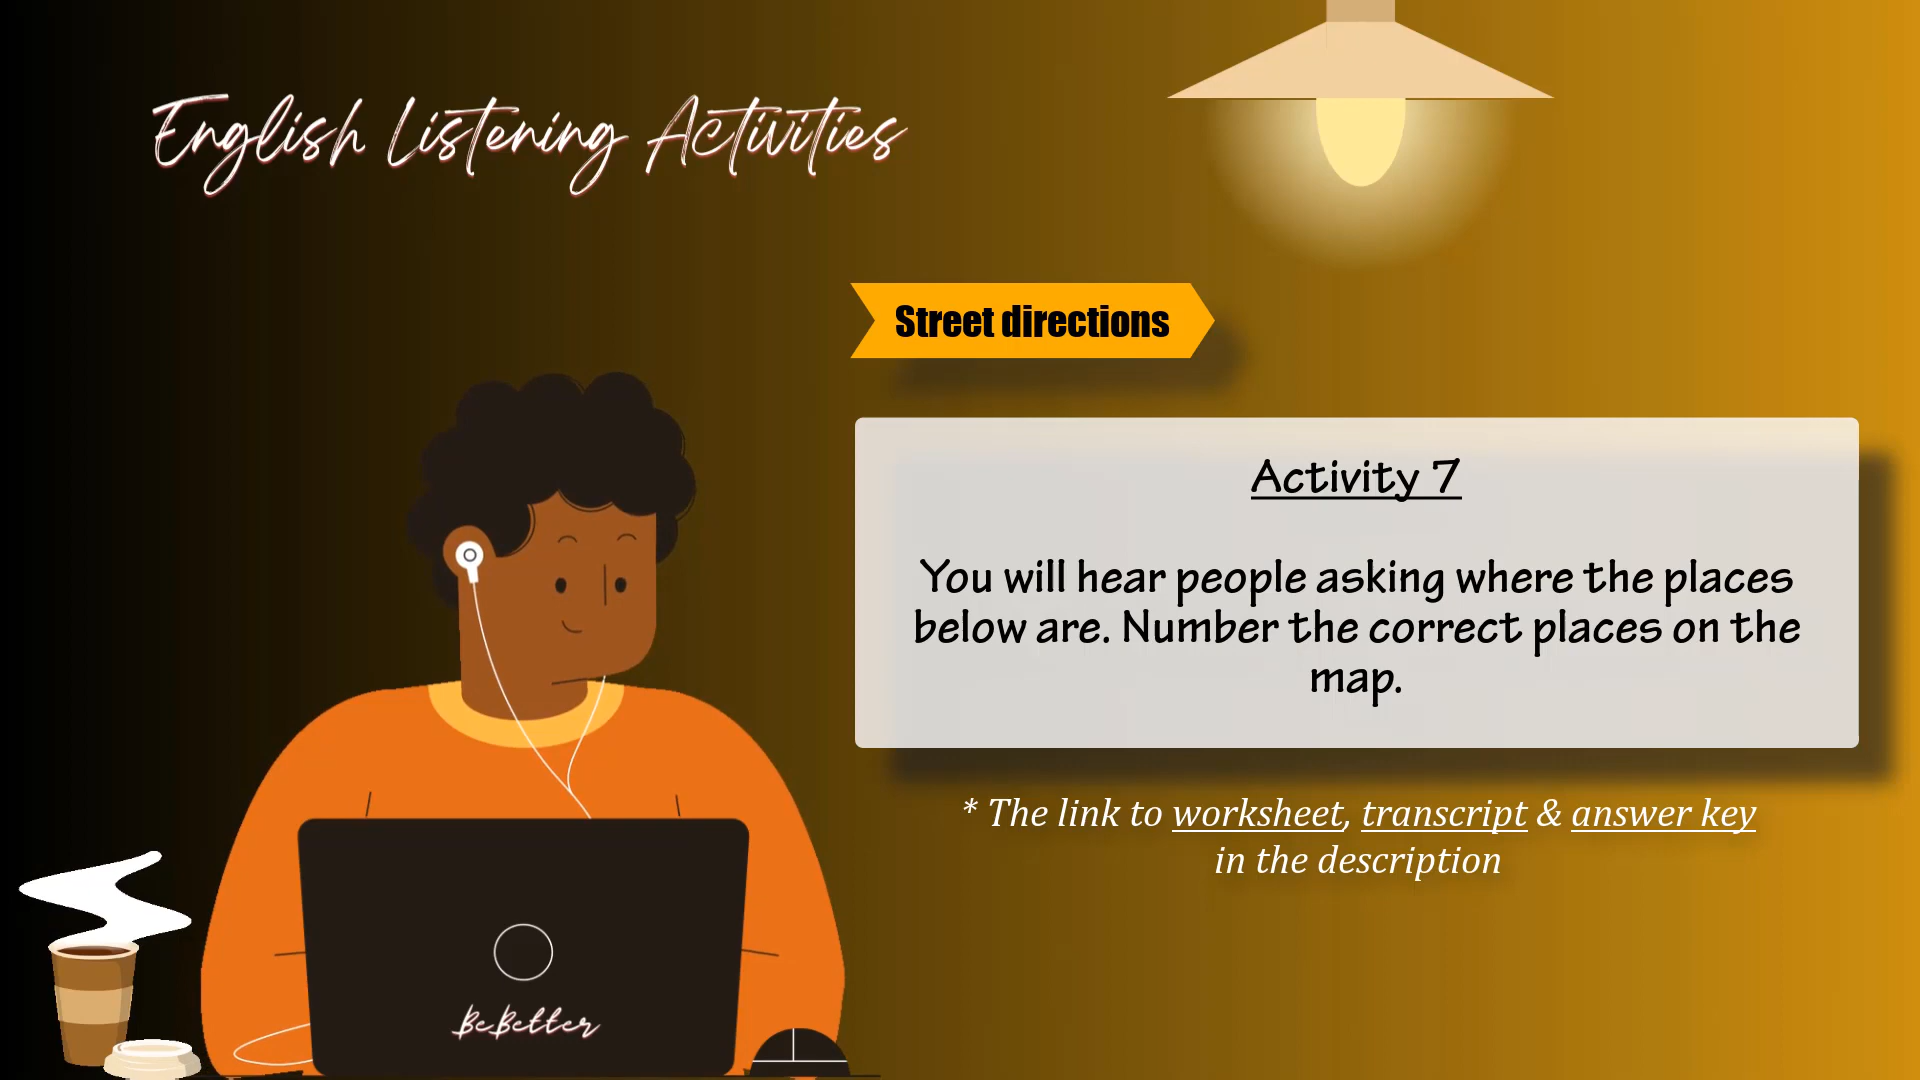 English Listening Activities
Street directions
Activity 7
You will hear people asking where the places
below are. Number the correct places on the
map.
* The link to worksheet, transcript & answer key
in the description
BeBetter